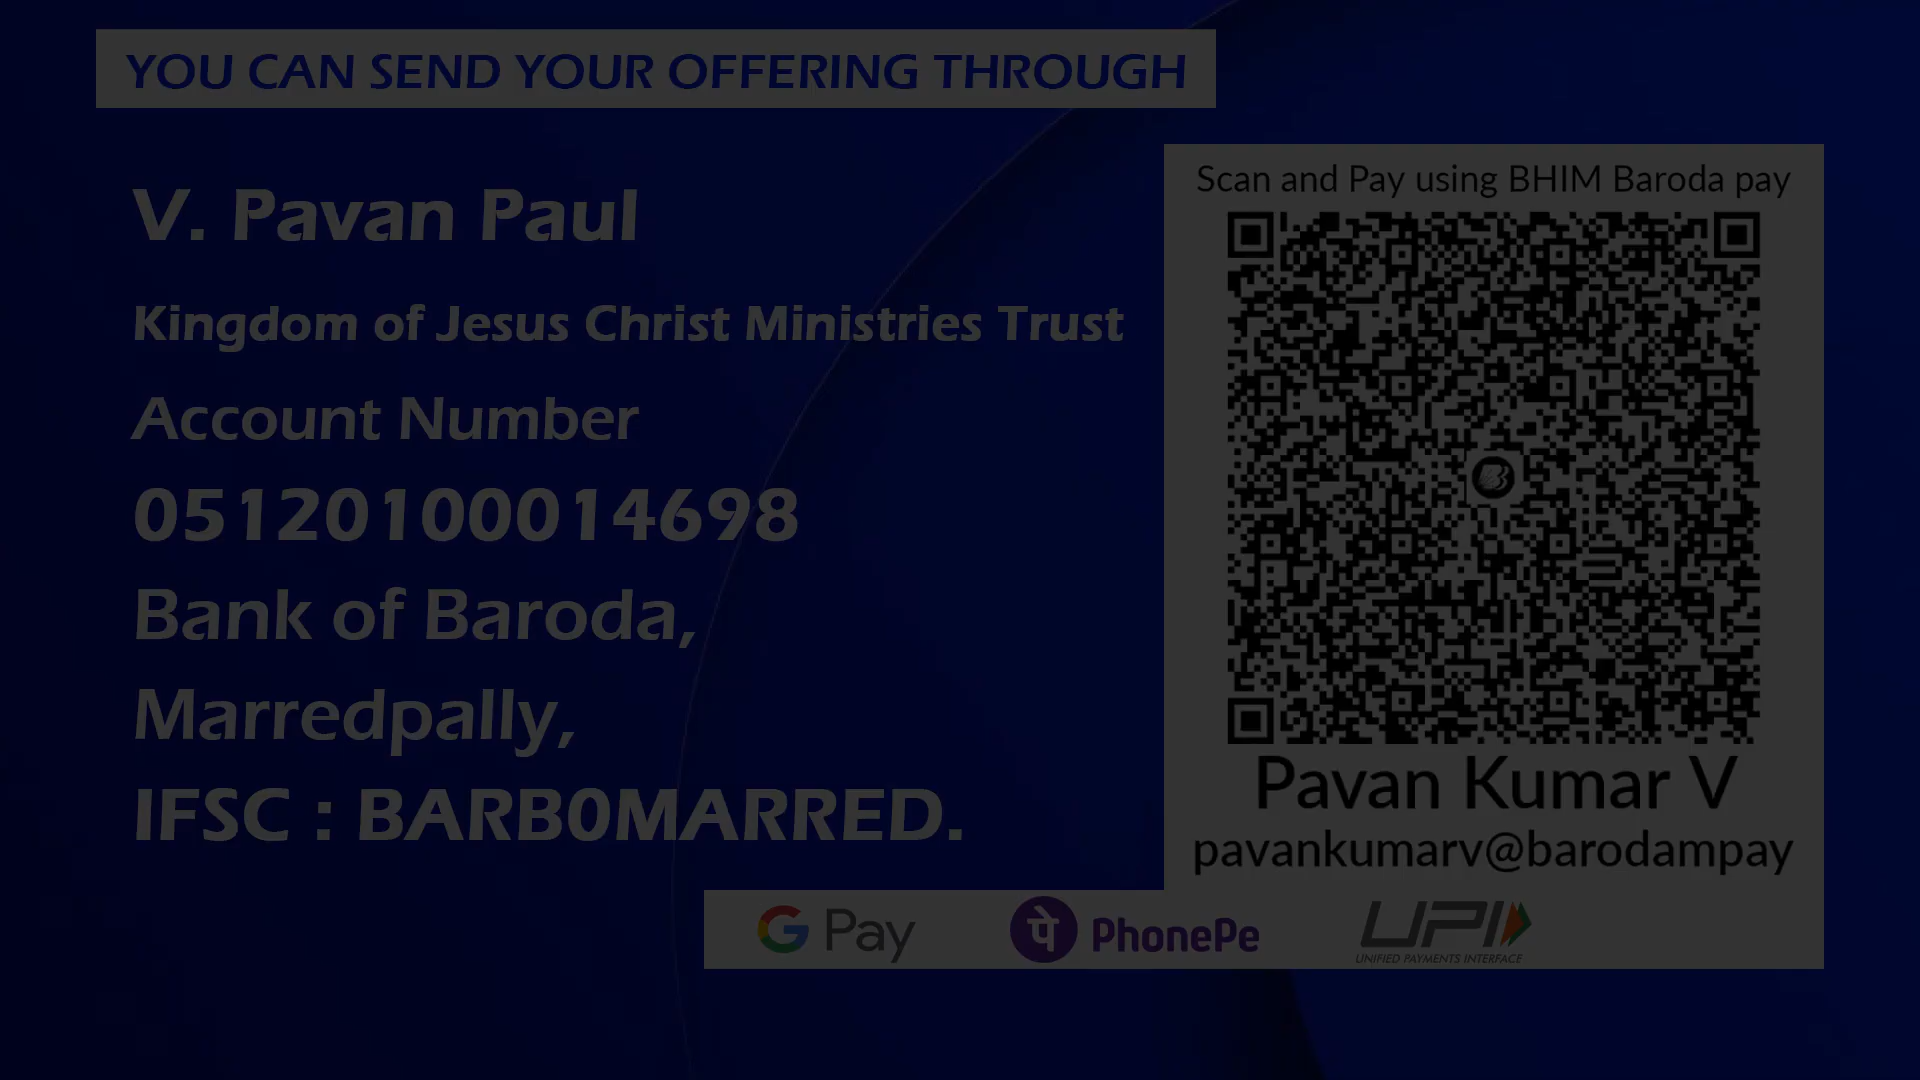 YOU CAN SEND YOUR OFFERING THROUGH
V. Pavan Paul
Kingdom of Jesus Christ Ministries Trust
Account Number
05120100014698
Bank of Baroda,
Marredpally,
IFSC : BARB0MARRED.
Scan and Pay using BHIM Baroda pay
Pavan Kumar V
pavankumarv@barodampay
G Pay
पे PhonePe
UPI
UNIFIED PAYMENTS INTERFACE